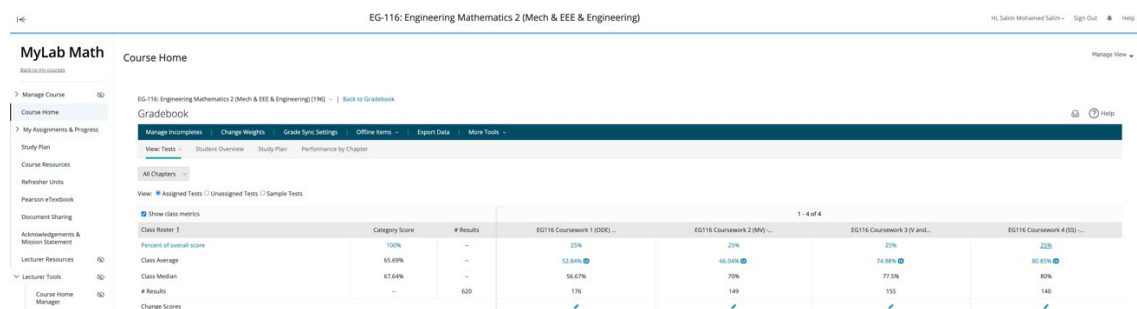 EG-116: Engineering Mathematics 2 (Mech & EEE & Engineering)
Hi, Salim Mohamed Salim
Sign Out
Help
MyLab Math
Back to my courses
Manage Course
Course Home
My Assignments & Progress
Study Plan
Course Resources
Refresher Units
Pearson eTextbook
Document Sharing
Acknowledgements &
Mission Statement
Lecturer Resources
Lecturer Tools
Course Home
Manager
Course Home
Manage View
EG-116: Engineering Mathematics 2 (Mech & EEE & Engineering) [196] | Back to Gradebook
Gradebook
Help
Manage Incompletes | Change Weights | Grade Sync Settings | Offline Items | Export Data | More Tools
View: Tests Student Overview Study Plan Performance by Chapter
All Chapters
View: Assigned Tests Unassigned Tests Sample Tests
Show class metrics 1 - 4 of 4
Class Roster Category Score # Results EG116 Coursework 1 (ODE) ... EG116 Coursework 2 (MV) -... EG116 Coursework 3 (V and... EG116 Coursework 4 (SS) -...
Percent of overall score 100% -- 25% 25% 25% 25%
Class Average 65.69% -- 52.84% 66.04% 74.98% 80.85%
Class Median 67.64% -- 56.67% 70% 77.5% 80%
# Results -- 620 176 149 155 140
Change Scores